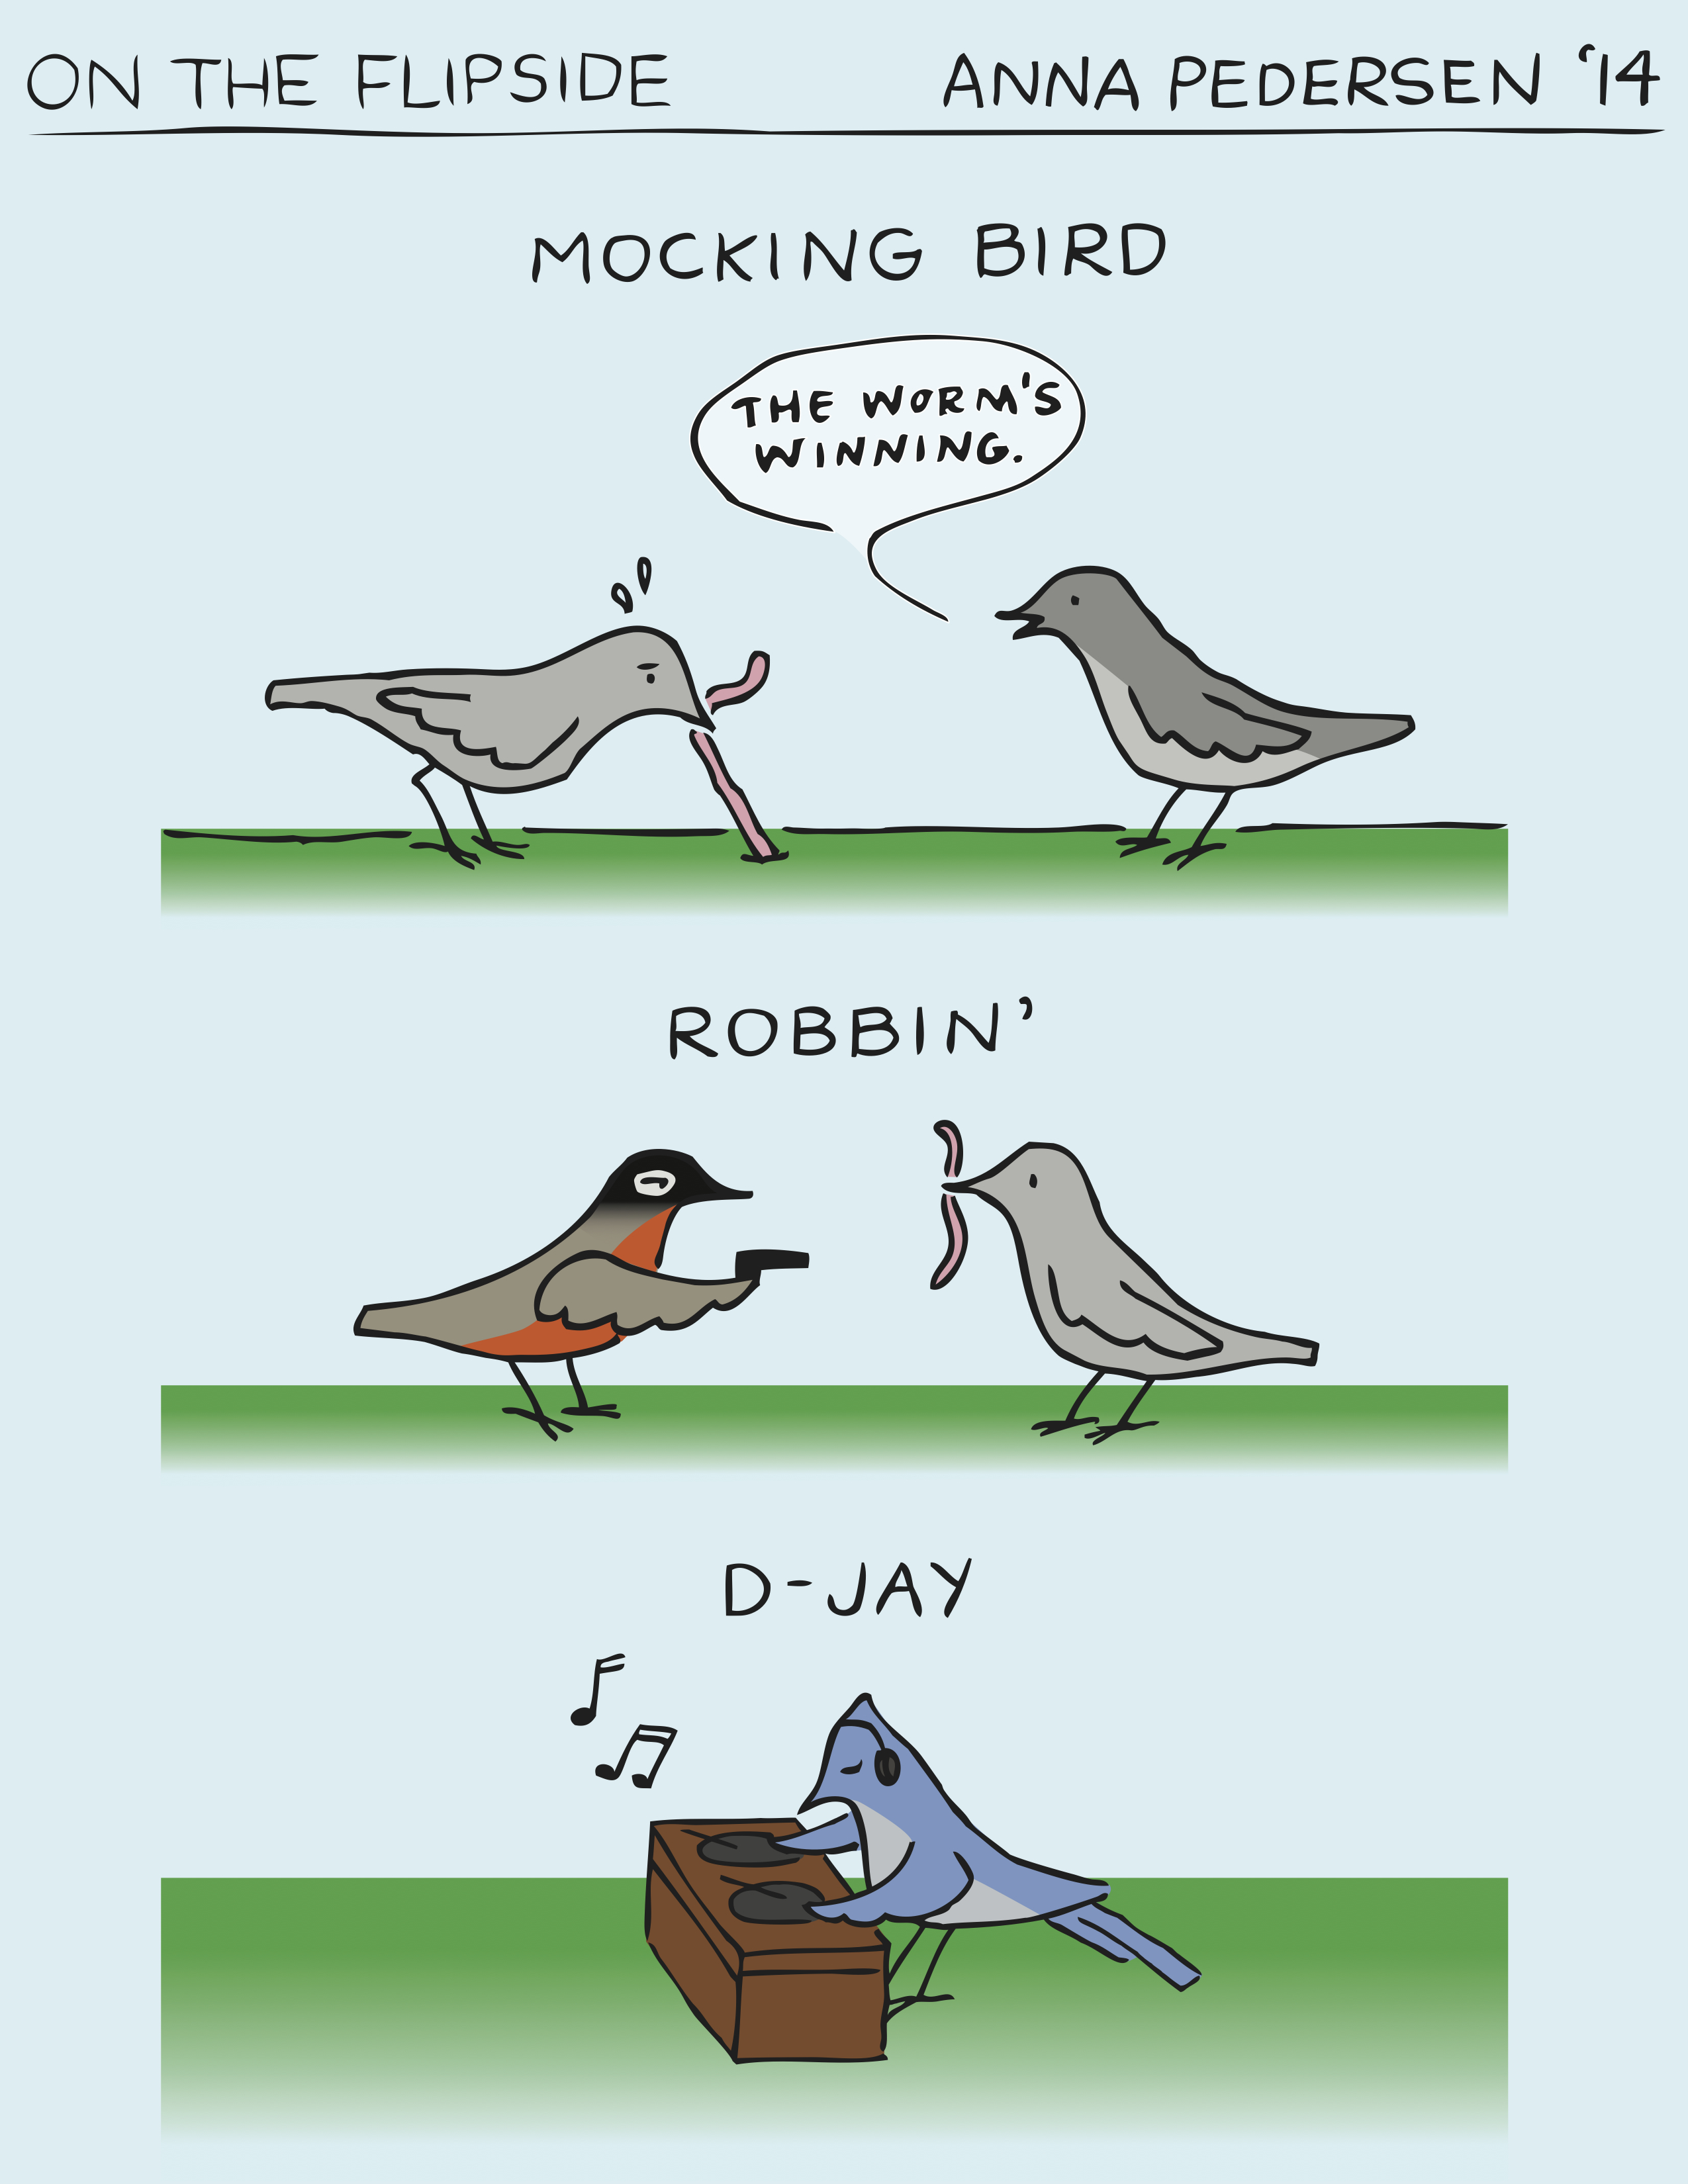 ON THE FLIPSIDE ANNA PEDERSEN '14
MOCKING BIRD
THE WORM'S
WINNING.
ROBBIN'
D-JAY